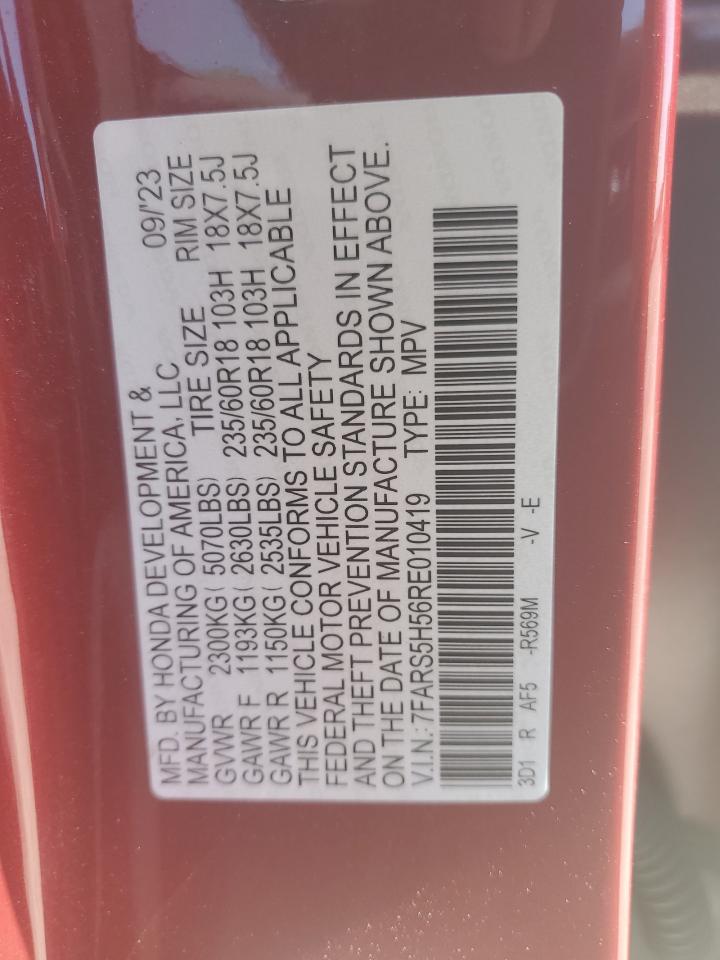 MFD. BY HONDA DEVELOPMENT & 09/'23
MANUFACTURING OF AMERICA, LLC
TIRE SIZE RIM SIZE
GVWR 2300KG( 5070LBS)
GAWR F 1193KG( 2630LBS) 235/60R18 103H 18X7.5J
GAWR R 1150KG( 2535LBS) 235/60R18 103H 18X7.5J
THIS VEHICLE CONFORMS TO ALL APPLICABLE
FEDERAL MOTOR VEHICLE SAFETY
AND THEFT PREVENTION STANDARDS IN EFFECT
ON THE DATE OF MANUFACTURE SHOWN ABOVE.
V.I.N.: 7FARS5H56RE010419 TYPE: MPV
3D1 R AF5 -R569M -V -E